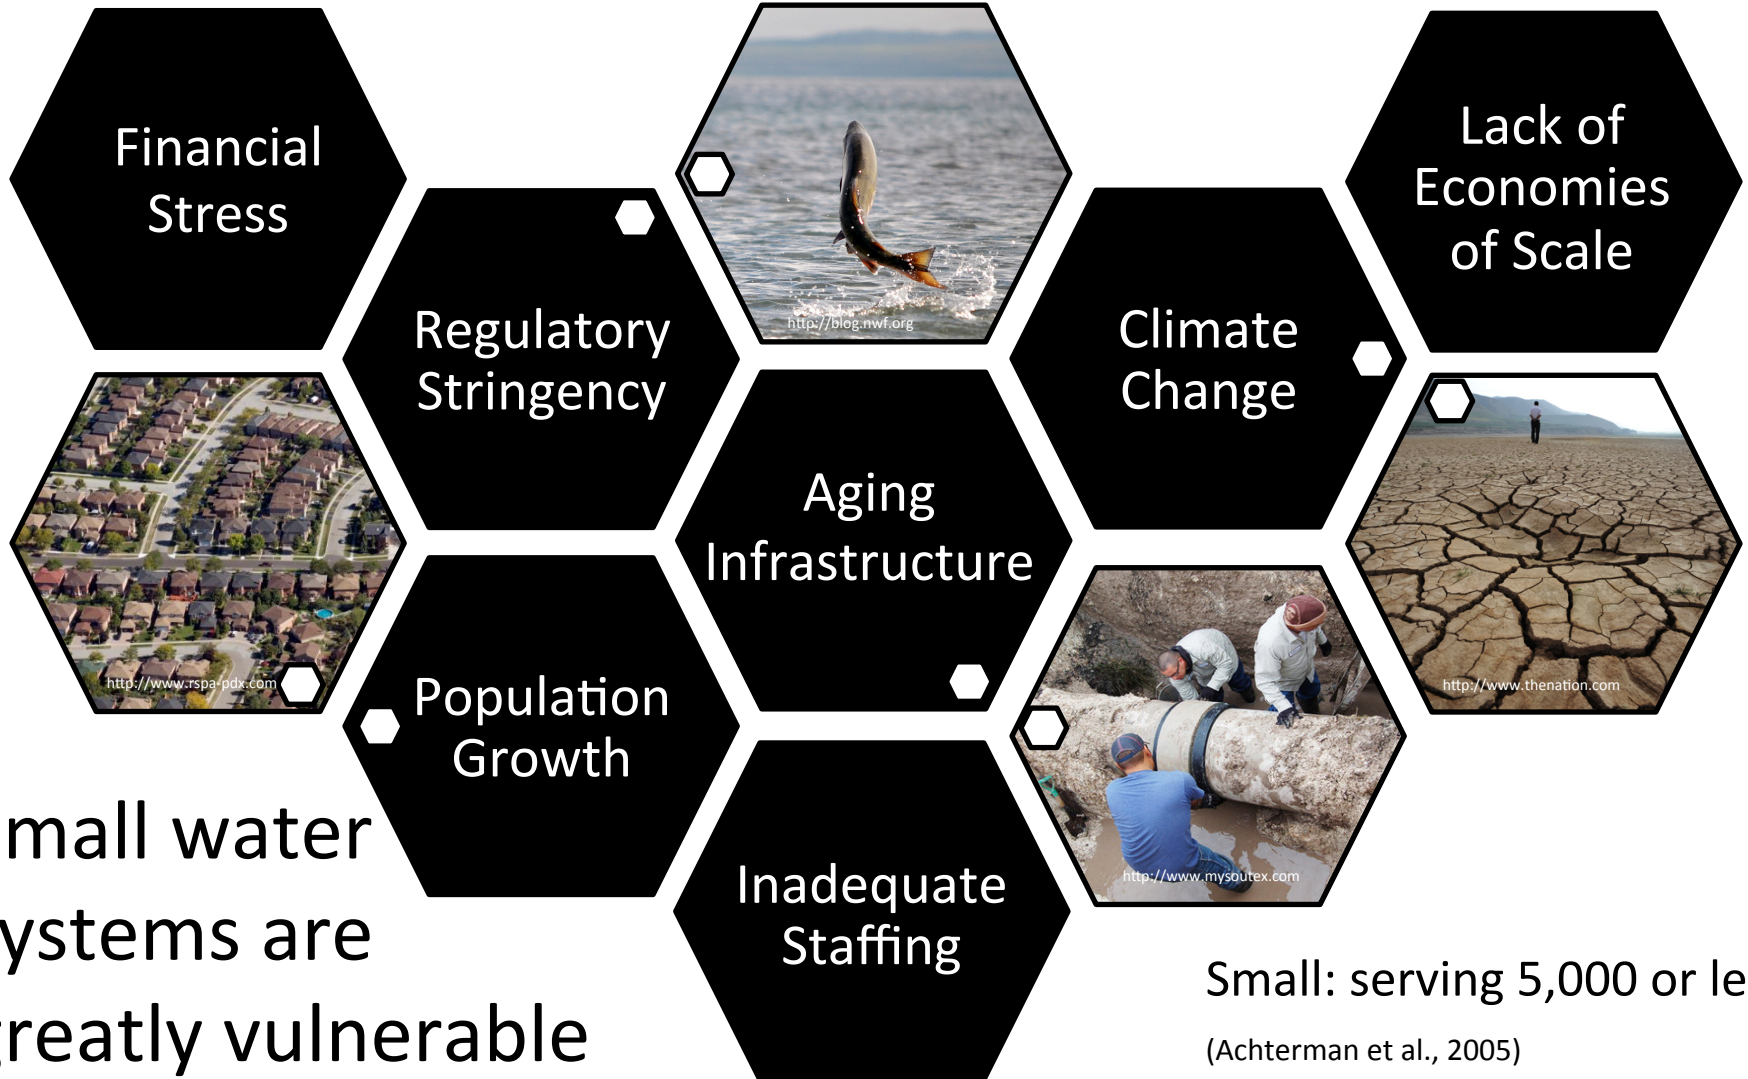 Financial
Stress
Regulatory
Stringency
http://blog.nwf.org
Climate
Change
Lack of
Economies
of Scale
http://www.rspa-pdx.com
Population
Growth
Aging
Infrastructure
http://www.thenation.com
http://www.mysoutex.com
Inadequate
Staffing
mall water
ystems are
greatly vulnerable
Small: serving 5,000 or le
(Achterman et al., 2005)